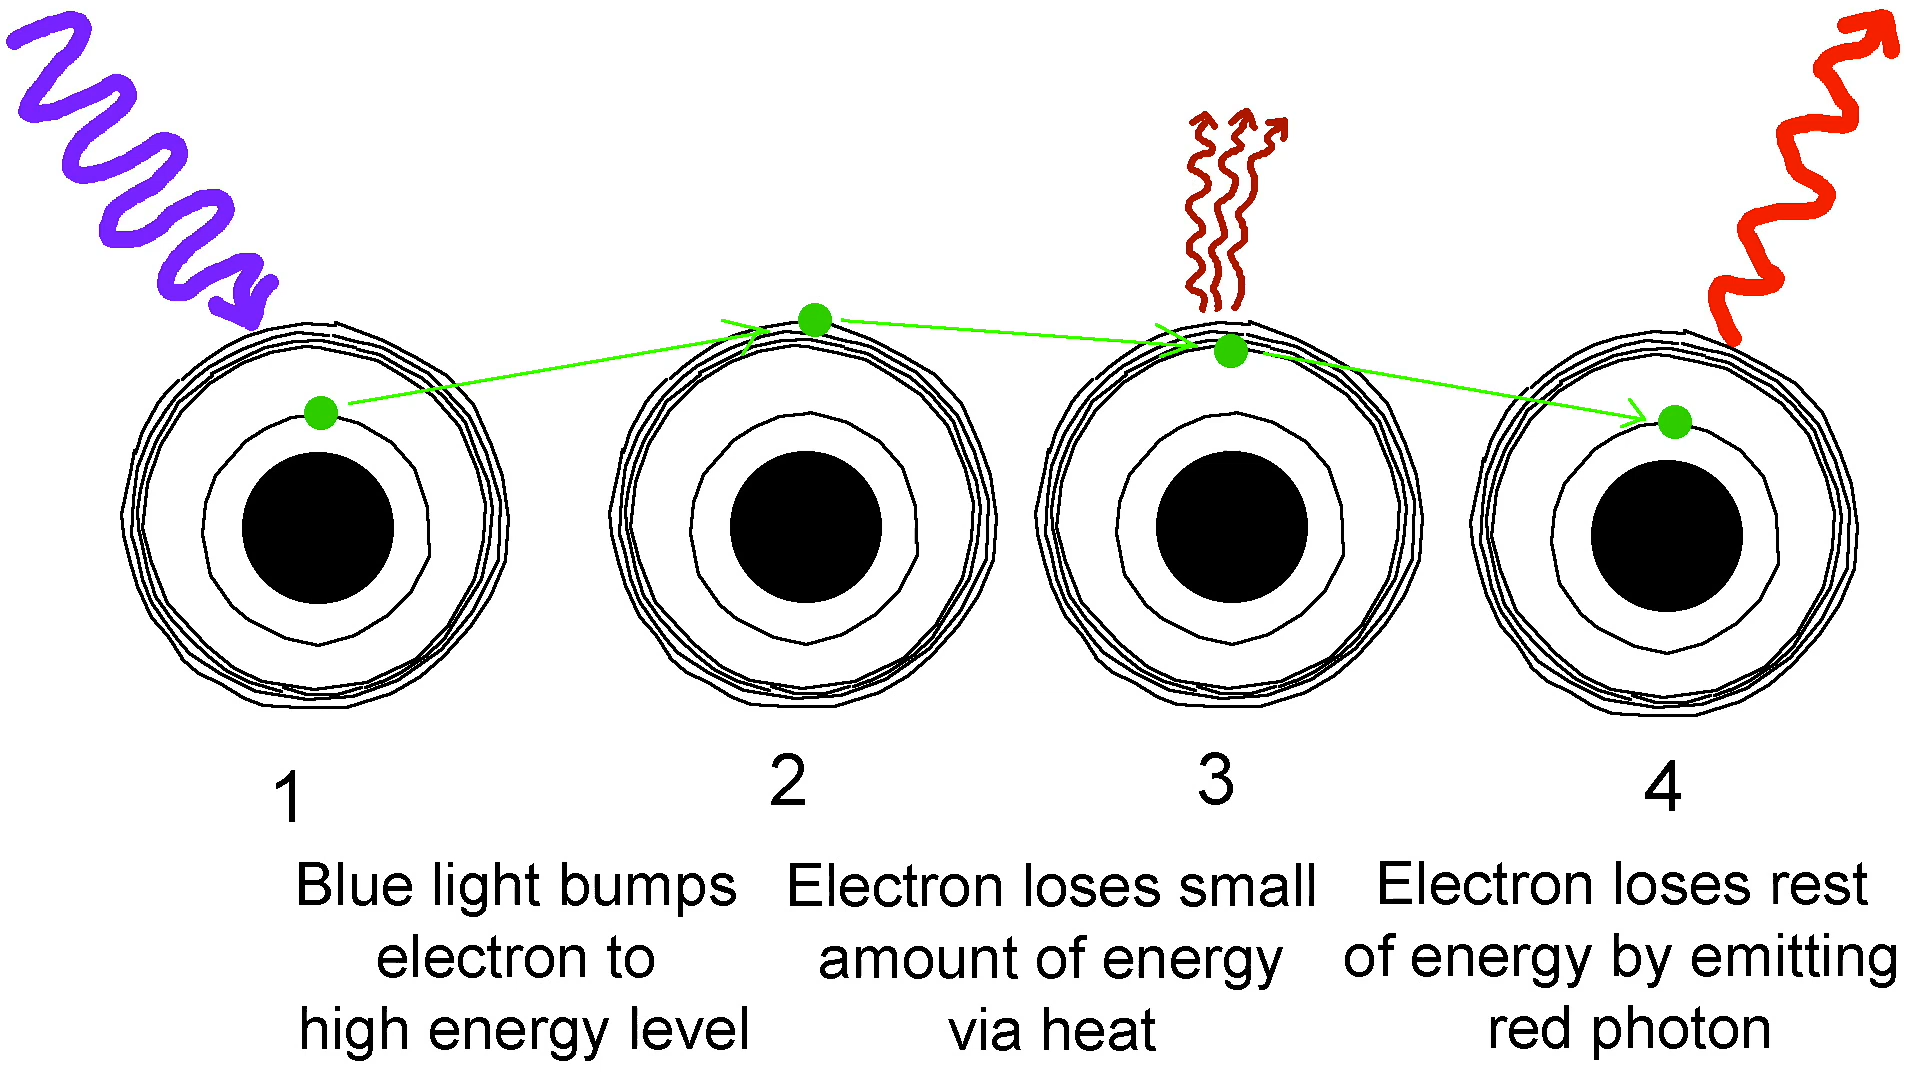 1
2
3
4
Blue light bumps
electron to
high energy level
Electron loses small
amount of energy
via heat
Electron loses rest
of energy by emitting
red photon